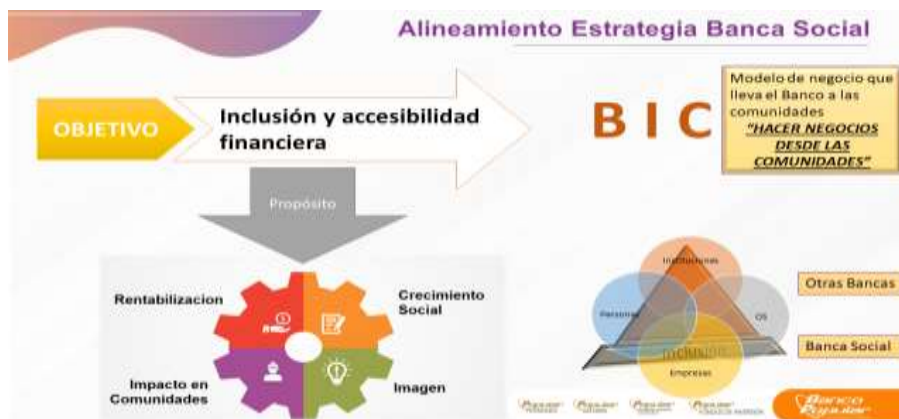 Alineamiento Estrategia Banca Social
OBJETIVO
Inclusión y accesibilidad
financiera
B I C
Modelo de negocio que
lleva el Banco a las
comunidades
"HACER NEGOCIOS
DESDE LAS
COMUNIDADES"
Propósito
Rentabilizacion
Crecimiento
Social
Impacto en
Comunidades
Imagen
Instituciones
Personas
OS
Inclusión
Empresas
Otras Bancas
Banca Social
Banco
Popular